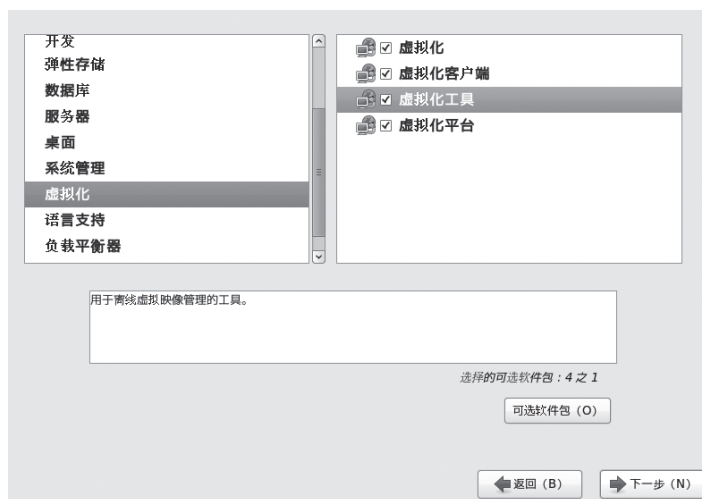 开发
弹性存储
数据库
服务器
桌面
系统管理
虚拟化
语言支持
负载平衡器
虚拟化
虚拟化客户端
虚拟化工具
虚拟化平台
用于离线虚拟映像管理的工具。
选择的可选软件包：4 之 1
可选软件包（O）
返回（B）
下一步（N）